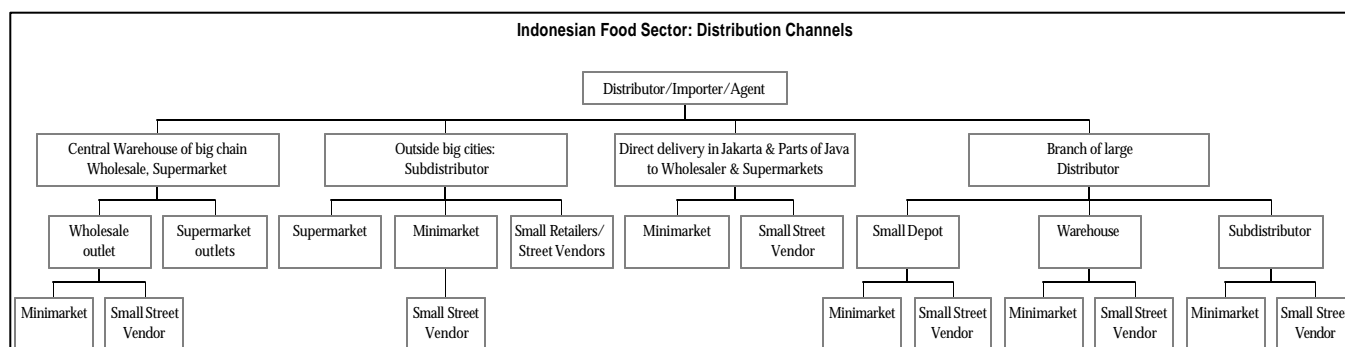 Indonesian Food Sector: Distribution Channels
Distributor/Importer/Agent
Central Warehouse of big chain
Wholesale, Supermarket
Outside big cities:
Subdistributor
Direct delivery in Jakarta & Parts of Java
to Wholesaler & Supermarkets
Branch of large
Distributor
Wholesale
outlet
Supermarket
outlets
Supermarket
Minimarket
Small Retailers/
Street Vendors
Minimarket
Small Street
Vendor
Small Depot
Warehouse
Subdistributor
Minimarket
Small Street
Vendor
Small Street
Vendor
Minimarket
Small Street
Vendor
Minimarket
Small Street
Vendor
Minimarket
Small Street
Vendor